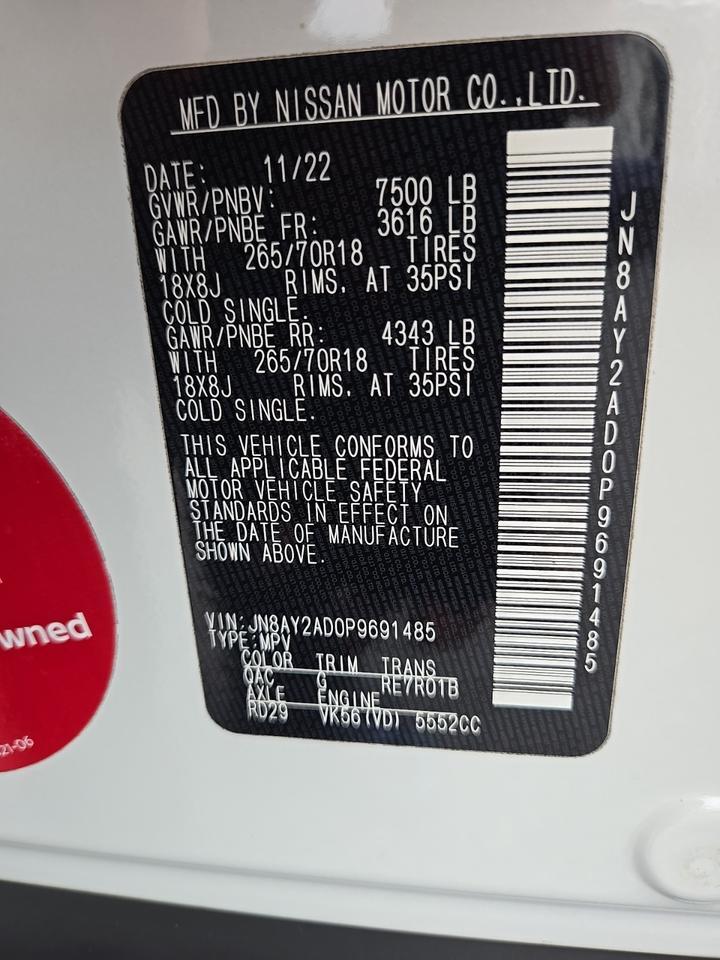 MFD BY NISSAN MOTOR CO.,LTD.
DATE: 11/22
GVWR/PNBV: 7500 LB
GAWR/PNBE FR: 3616 LB
WITH 265/70R18 TIRES
18X8J RIMS, AT 35PSI
COLD SINGLE.
GAWR/PNBE RR: 4343 LB
WITH 265/70R18 TIRES
18X8J RIMS, AT 35PSI
COLD SINGLE.
THIS VEHICLE CONFORMS TO
ALL APPLICABLE FEDERAL
MOTOR VEHICLE SAFETY
STANDARDS IN EFFECT ON
THE DATE OF MANUFACTURE
SHOWN ABOVE.
VIN:JN8AY2AD0P9691485
TYPE:MPV
COLOR TRIM TRANS
QAC G RE7R01B
AXLE ENGINE
RD29 VK56(VD) 5552CC
JN8AY2AD0P9691485
wned
21-06